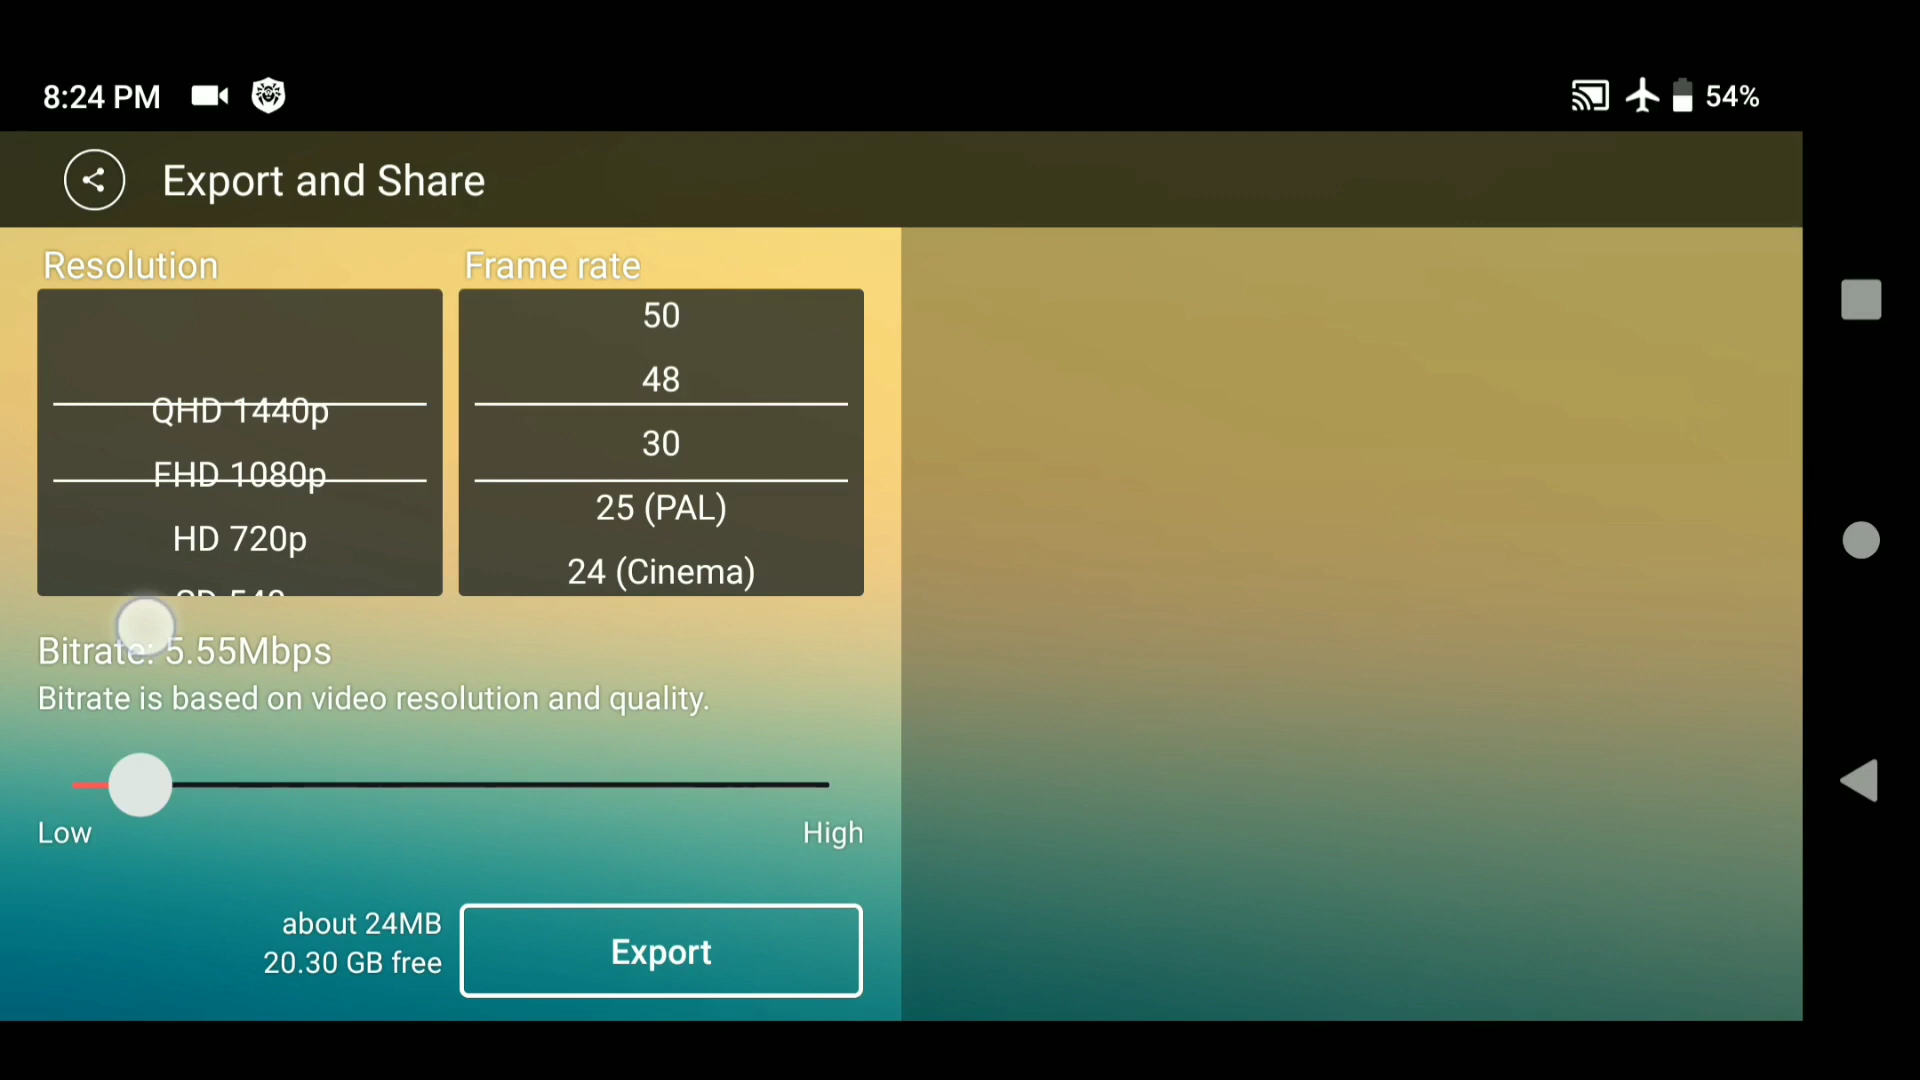 8:24 PM
54%
Export and Share
Resolution
Frame rate
QHD 1440p
FHD 1080p
HD 720p
50
48
30
25 (PAL)
24 (Cinema)
Bitrate: 5.55Mbps
Bitrate is based on video resolution and quality.
Low
High
about 24MB
20.30 GB free
Export